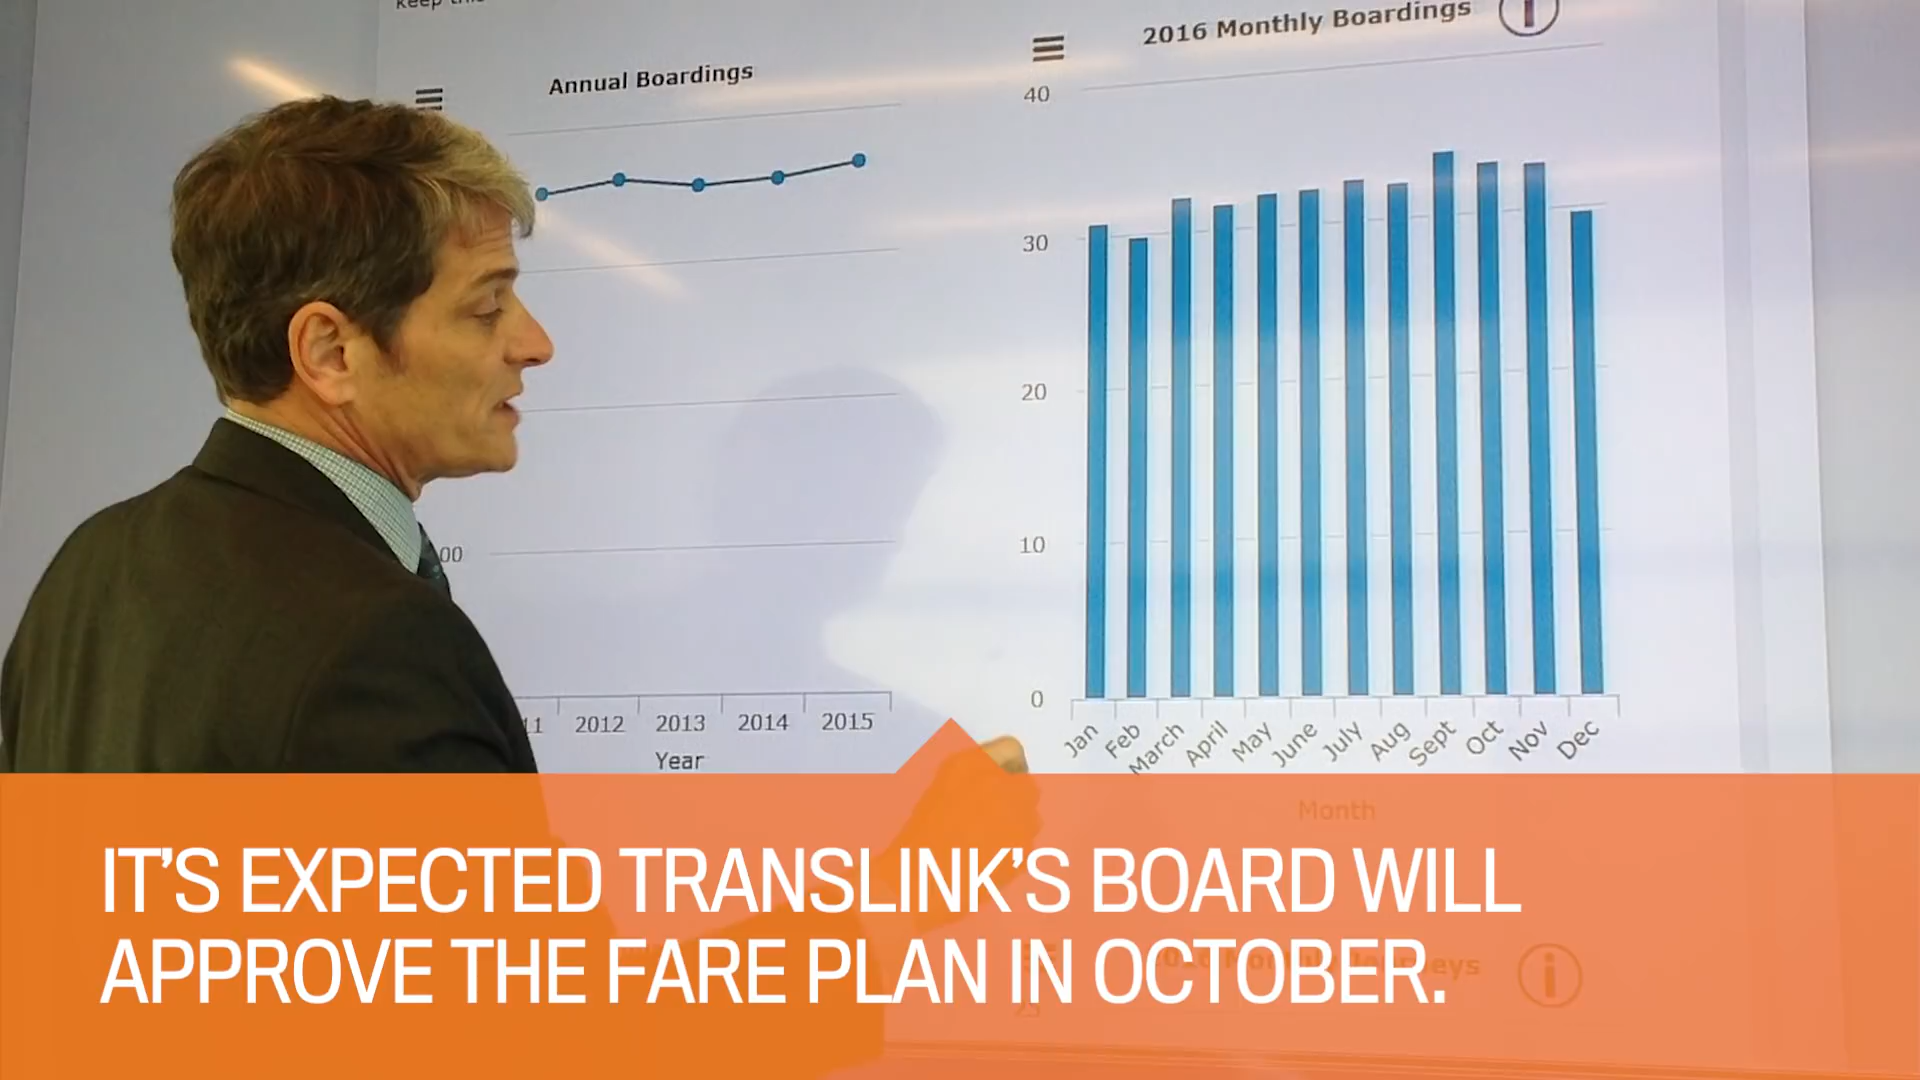 Annual Boardings
11 2012 2013 2014 2015
Year
00
2016 Monthly Boardings
40
30
20
10
0
Jan Feb March April May June July Aug Sept Oct Nov Dec
Month
IT'S EXPECTED TRANSLINK'S BOARD WILL
APPROVE THE FARE PLAN IN OCTOBER.